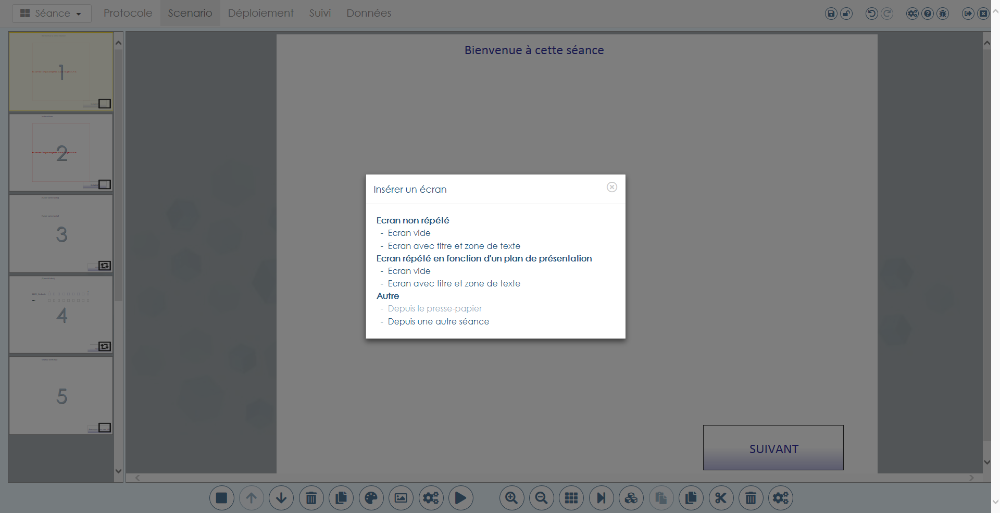 Séance
Protocole
Scenario
Déploiement
Suivi
Données
1
2
3
4
5
Bienvenue à cette séance
Insérer un écran
Ecran non répété
- Ecran vide
- Ecran avec titre et zone de texte
Ecran répété en fonction d'un plan de présentation
- Ecran vide
- Ecran avec titre et zone de texte
Autre
- Depuis le presse-papier
- Depuis une autre séance
SUIVANT